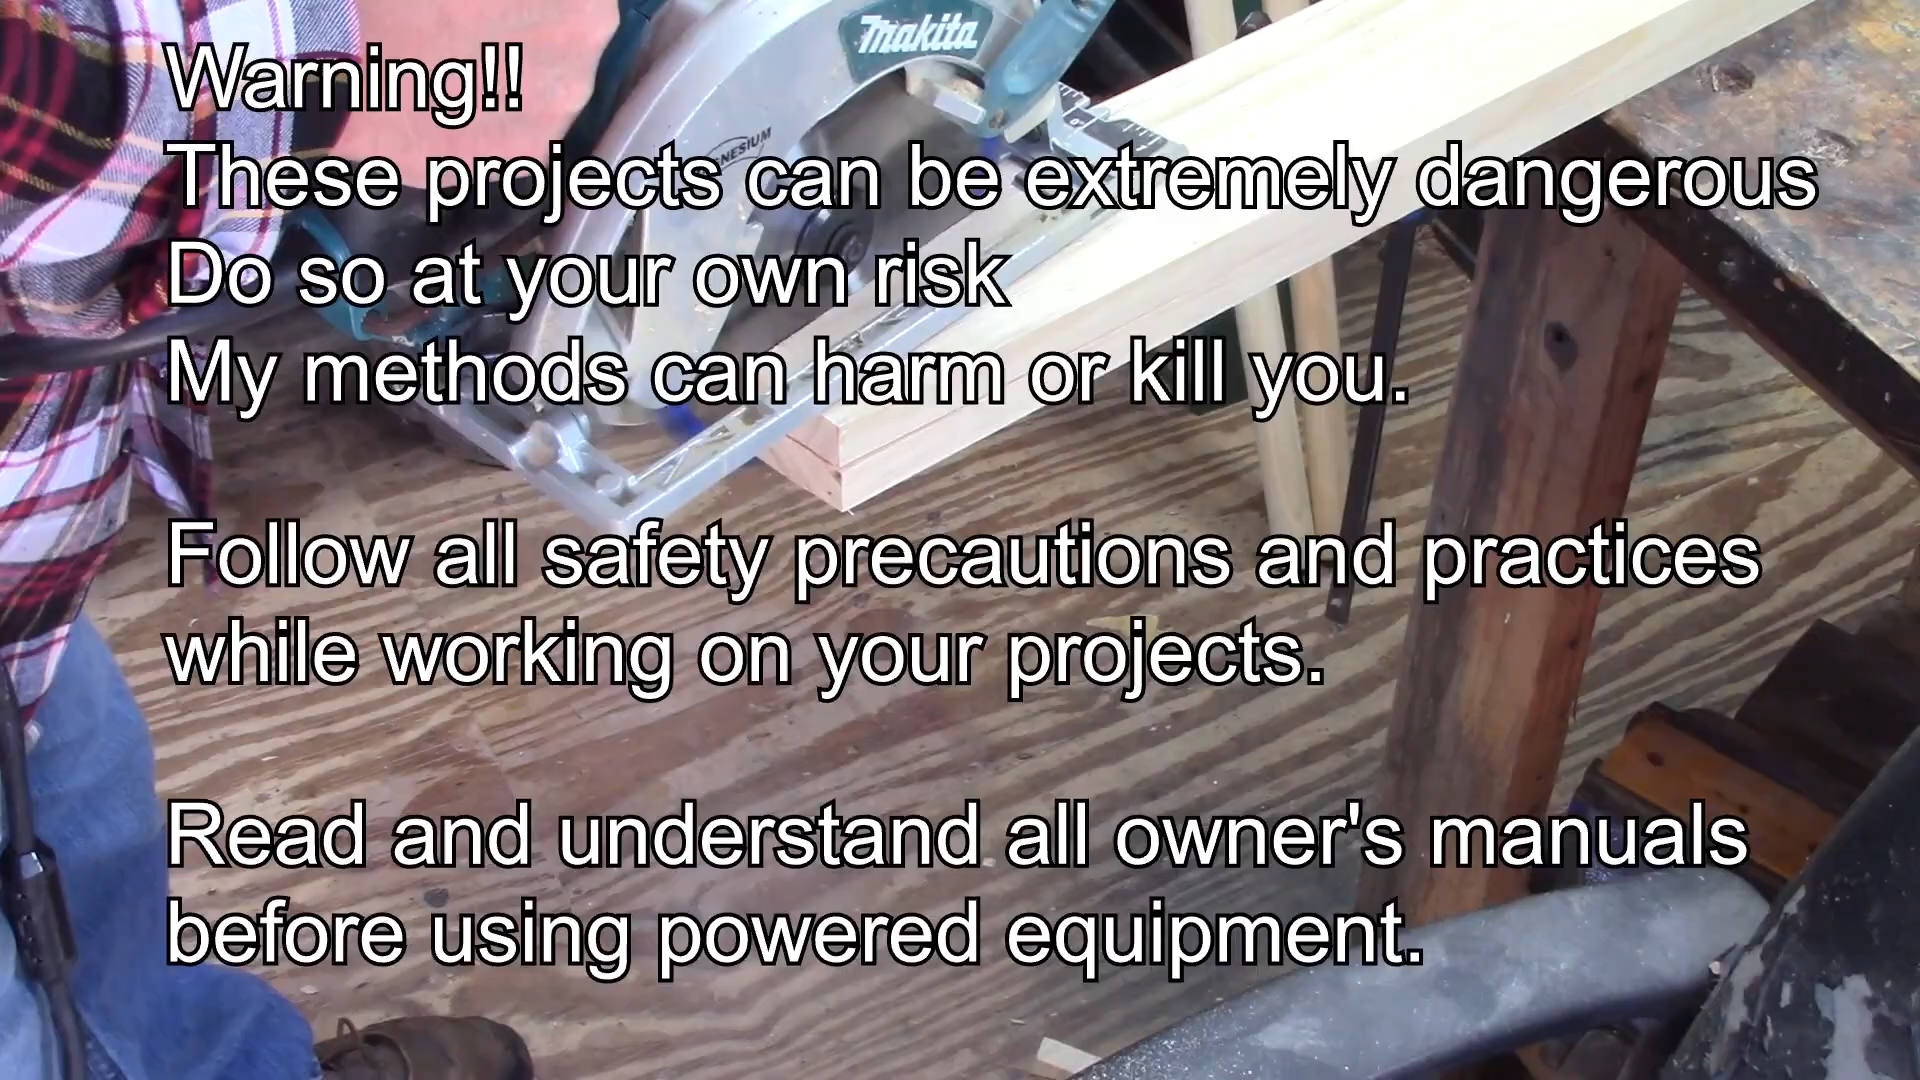 Makita
Warning!!
NESIUM
These projects can be extremely dangerous
Do so at your own risk
My methods can harm or kill you.
Follow all safety precautions and practices
while working on your projects.
Read and understand all owner's manuals
before using powered equipment.